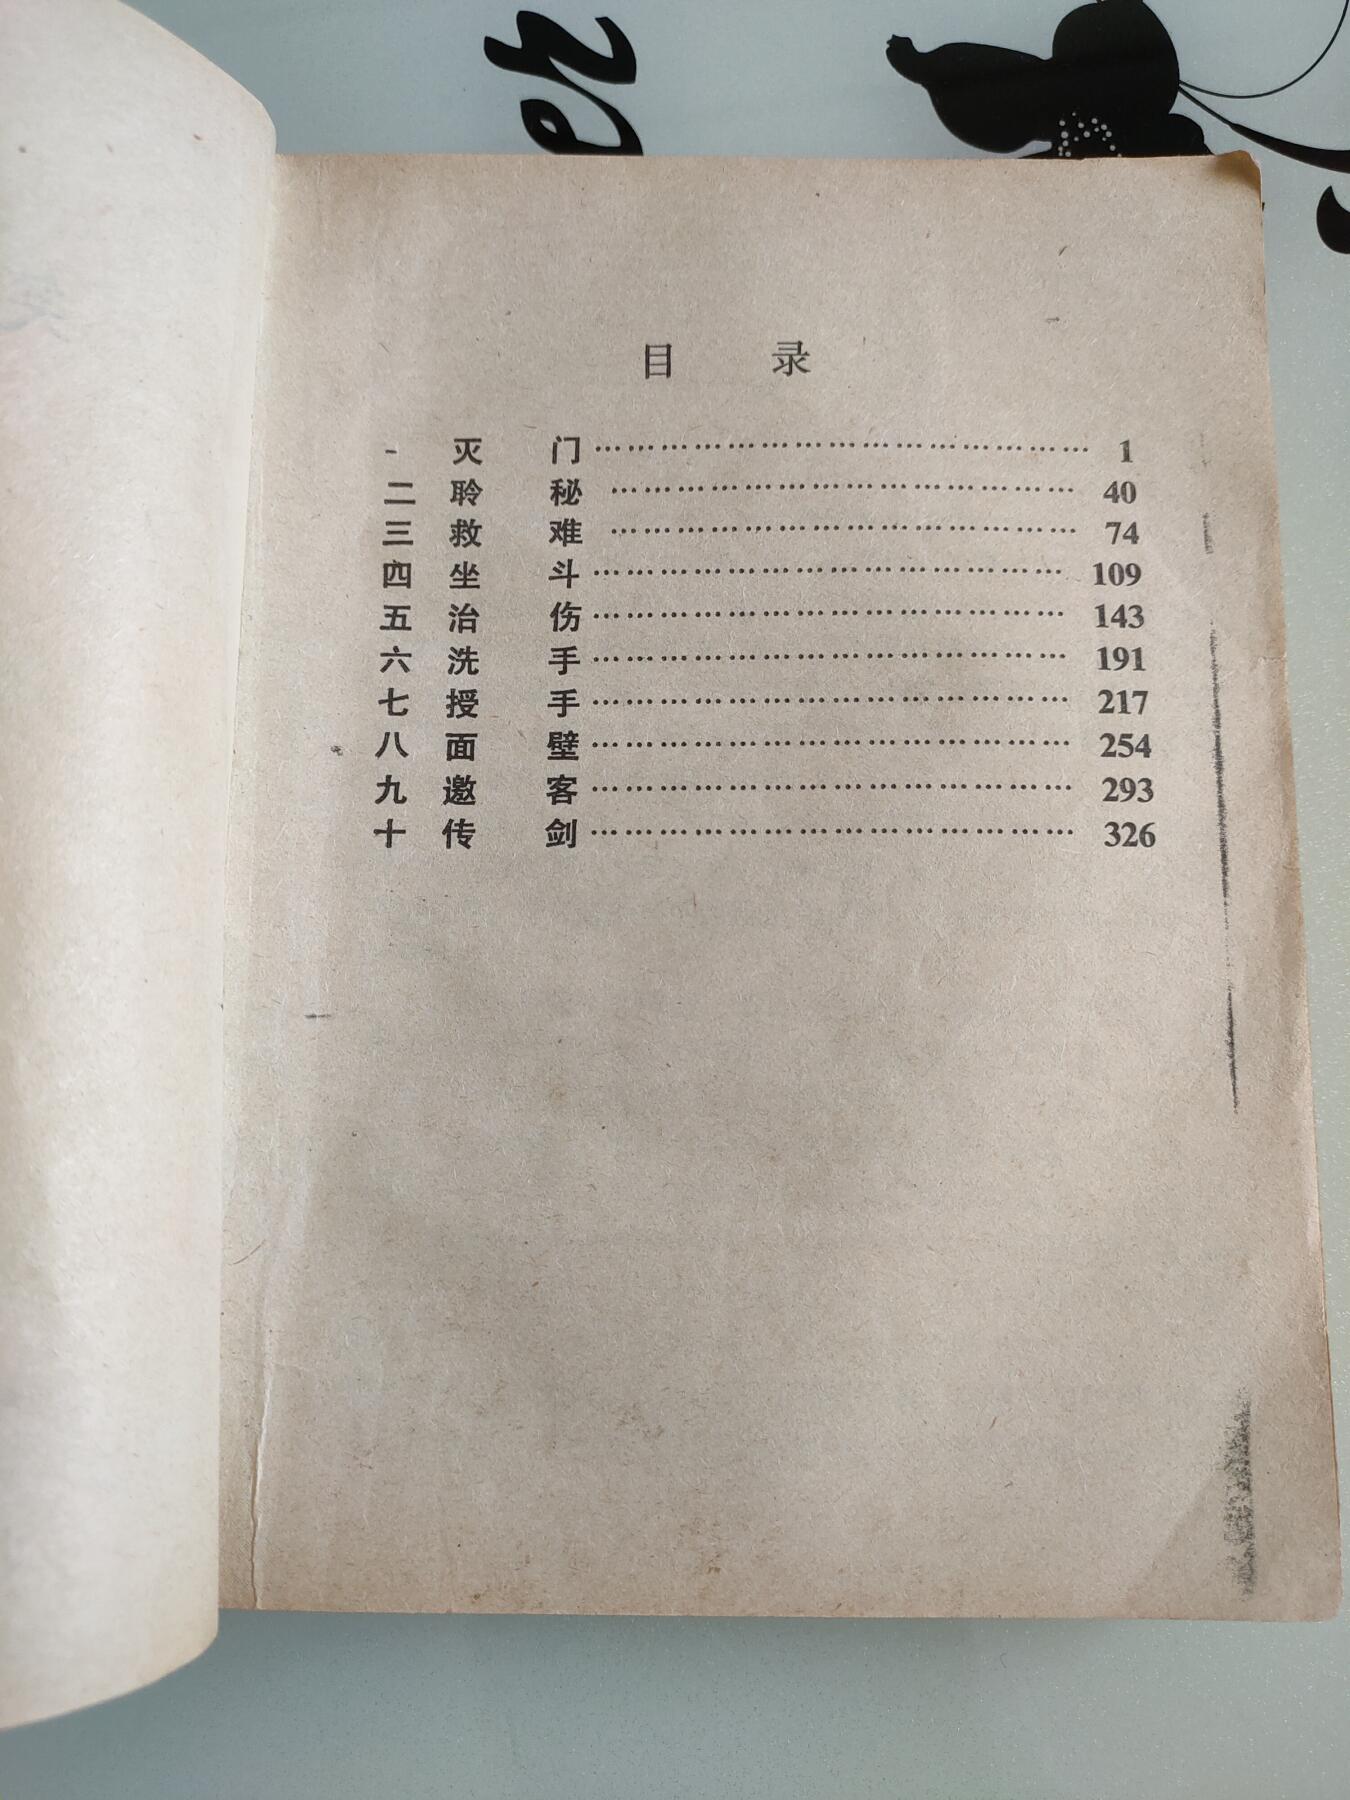 目 录
一 灭 门 …………………………………… 1
二 聆 秘 …………………………………… 40
三 救 难 …………………………………… 74
四 坐 斗 …………………………………… 109
五 治 伤 …………………………………… 143
六 洗 手 …………………………………… 191
七 授 手 …………………………………… 217
八 面 壁 …………………………………… 254
九 邀 客 …………………………………… 293
十 传 剑 …………………………………… 326